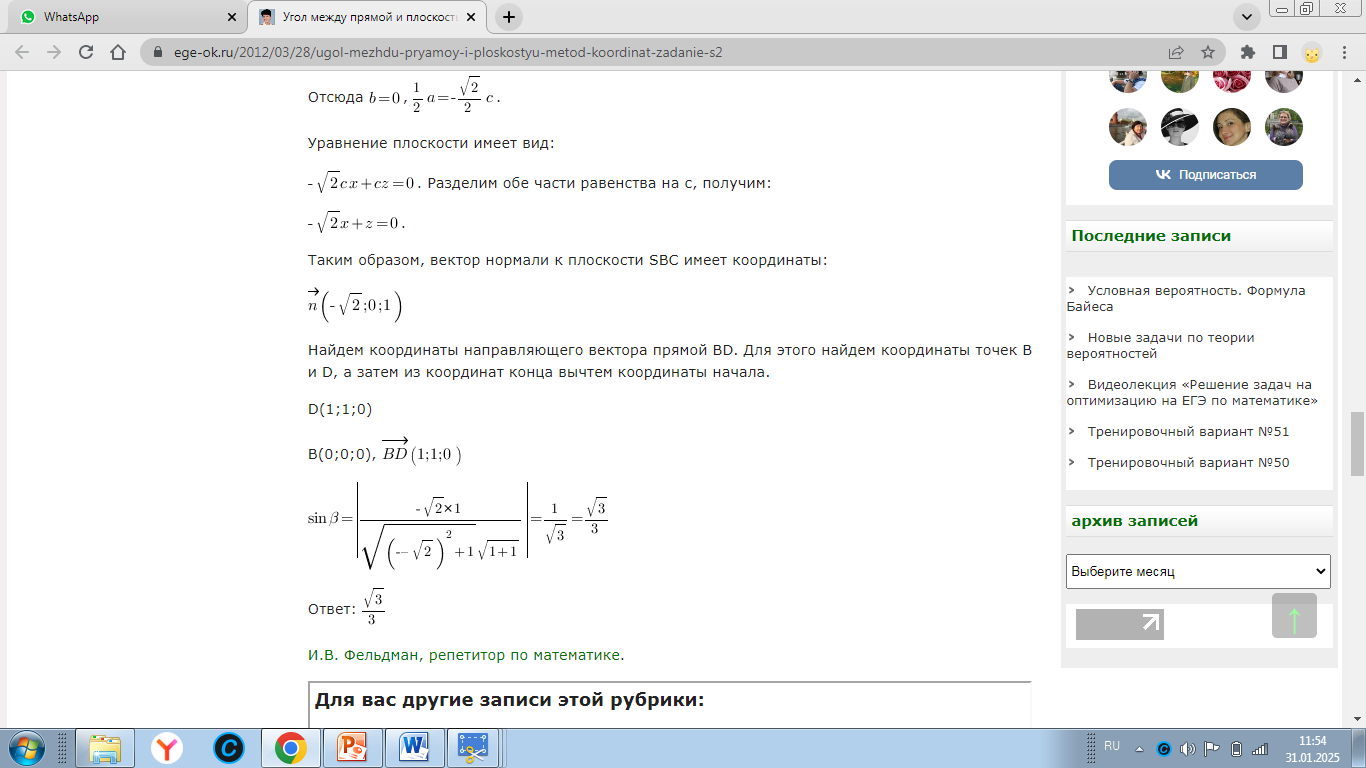 WhatsApp
Угол между прямой и плоскость
ege-ok.ru/2012/03/28/ugol-mezhdu-pryamoy-i-ploskostyu-metod-koordinat-zadanie-s2
Отсюда b=0, 1/2 a=-√2/2 c.
Уравнение плоскости имеет вид:
-√2cx+cz=0. Разделим обе части равенства на с, получим:
-√2x+z=0.
Таким образом, вектор нормали к плоскости SBC имеет координаты:
n→(-√2;0;1)
Найдем координаты направляющего вектора прямой BD. Для этого найдем координаты точек B
и D, а затем из координат конца вычтем координаты начала.
D(1;1;0)
B(0;0;0), BD→(1;1;0 )
sin β=|(-√2×1)/(√((-–√2)²+1)√(1+1))|=1/√3=√3/3
Ответ: √3/3
И.В. Фельдман, репетитор по математике.
Для вас другие записи этой рубрики:
Подписаться
Последние записи
Условная вероятность. Формула
Байеса
Новые задачи по теории
вероятностей
Видеолекция «Решение задач на
оптимизацию на ЕГЭ по математике»
Тренировочный вариант №51
Тренировочный вариант №50
архив записей
Выберите месяц
RU
11:54
31.01.2025